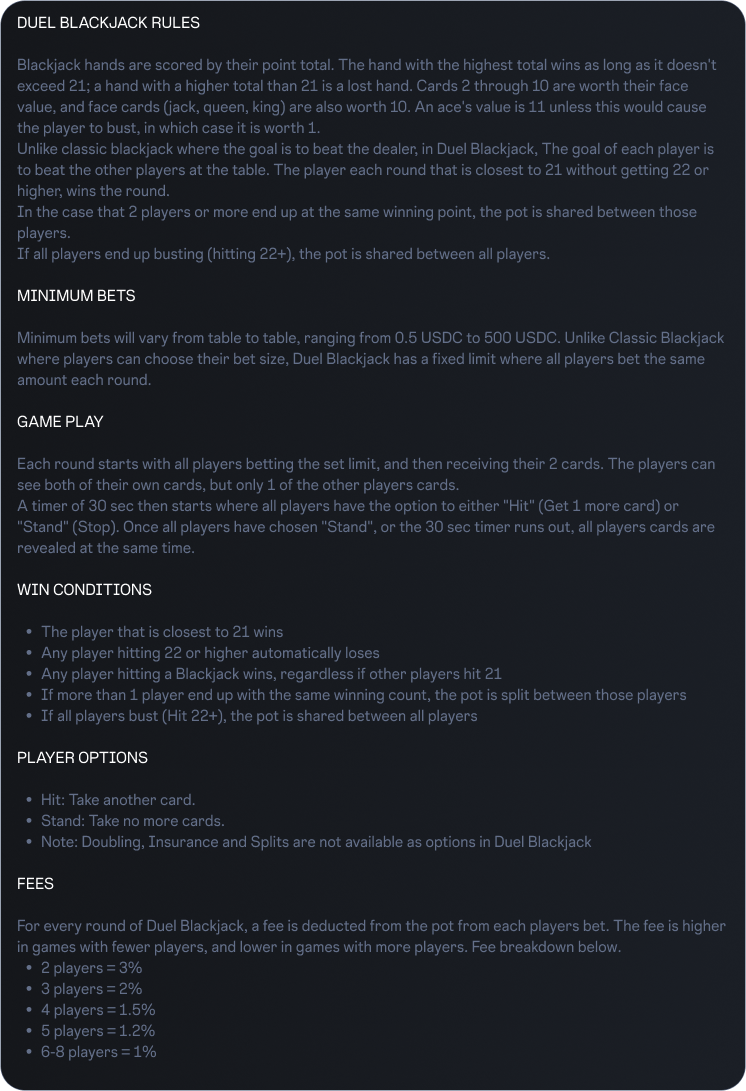 DUEL BLACKJACK RULES
Blackjack hands are scored by their point total. The hand with the highest total wins as long as it doesn't
exceed 21; a hand with a higher total than 21 is a lost hand. Cards 2 through 10 are worth their face
value, and face cards (jack, queen, king) are also worth 10. An ace's value is 11 unless this would cause
the player to bust, in which case it is worth 1.
Unlike classic blackjack where the goal is to beat the dealer, in Duel Blackjack, The goal of each player is
to beat the other players at the table. The player each round that is closest to 21 without getting 22 or
higher, wins the round.
In the case that 2 players or more end up at the same winning point, the pot is shared between those
players.
If all players end up busting (hitting 22+), the pot is shared between all players.
MINIMUM BETS
Minimum bets will vary from table to table, ranging from 0.5 USDC to 500 USDC. Unlike Classic Blackjack
where players can choose their bet size, Duel Blackjack has a fixed limit where all players bet the same
amount each round.
GAME PLAY
Each round starts with all players betting the set limit, and then receiving their 2 cards. The players can
see both of their own cards, but only 1 of the other players cards.
A timer of 30 sec then starts where all players have the option to either "Hit" (Get 1 more card) or
"Stand" (Stop). Once all players have chosen "Stand", or the 30 sec timer runs out, all players cards are
revealed at the same time.
WIN CONDITIONS
• The player that is closest to 21 wins
• Any player hitting 22 or higher automatically loses
• Any player hitting a Blackjack wins, regardless if other players hit 21
• If more than 1 player end up with the same winning count, the pot is split between those players
• If all players bust (Hit 22+), the pot is shared between all players
PLAYER OPTIONS
• Hit: Take another card.
• Stand: Take no more cards.
• Note: Doubling, Insurance and Splits are not available as options in Duel Blackjack
FEES
For every round of Duel Blackjack, a fee is deducted from the pot from each players bet. The fee is higher
in games with fewer players, and lower in games with more players. Fee breakdown below.
• 2 players = 3%
• 3 players = 2%
• 4 players = 1.5%
• 5 players = 1.2%
• 6-8 players = 1%